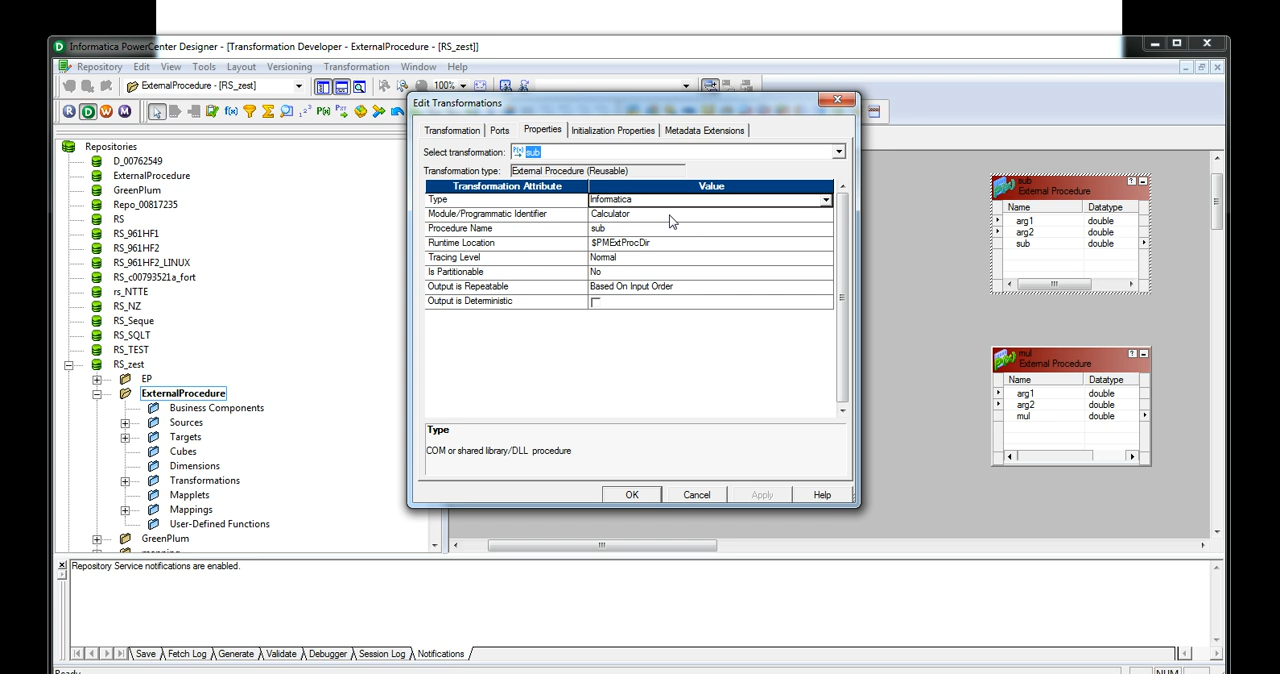 Informatica PowerCenter Designer - [Transformation Developer - ExternalProcedure - [RS_zest]]
Repository Edit View Tools Layout Versioning Transformation Window Help
ExternalProcedure - [RS_zest]
100%
Repositories
D_00762549
ExternalProcedure
GreenPlum
Repo_00817235
RS
RS_961HF1
RS_961HF2
RS_961HF2_LINUX
RS_c00793521a_fort
rs_NTTE
RS_NZ
RS_Seque
RS_SQLT
RS_TEST
RS_zest
EP
ExternalProcedure
Business Components
Sources
Targets
Cubes
Dimensions
Transformations
Mapplets
Mappings
User-Defined Functions
GreenPlum
mapping
Edit Transformations
Transformation Ports Properties Initialization Properties Metadata Extensions
Select transformation: sub
Transformation type: External Procedure (Reusable)
Transformation Attribute Value
Type Informatica
Module/Programmatic Identifier Calculator
Procedure Name sub
Runtime Location $PMExtProcDir
Tracing Level Normal
Is Partitionable No
Output is Repeatable Based On Input Order
Output is Deterministic
Type
COM or shared library/DLL procedure
OK Cancel Apply Help
sub
External Procedure
Name Datatype
arg1 double
arg2 double
sub double
mul
External Procedure
Name Datatype
arg1 double
arg2 double
mul double
Repository Service notifications are enabled.
Save Fetch Log Generate Validate Debugger Session Log Notifications
Ready
NUM